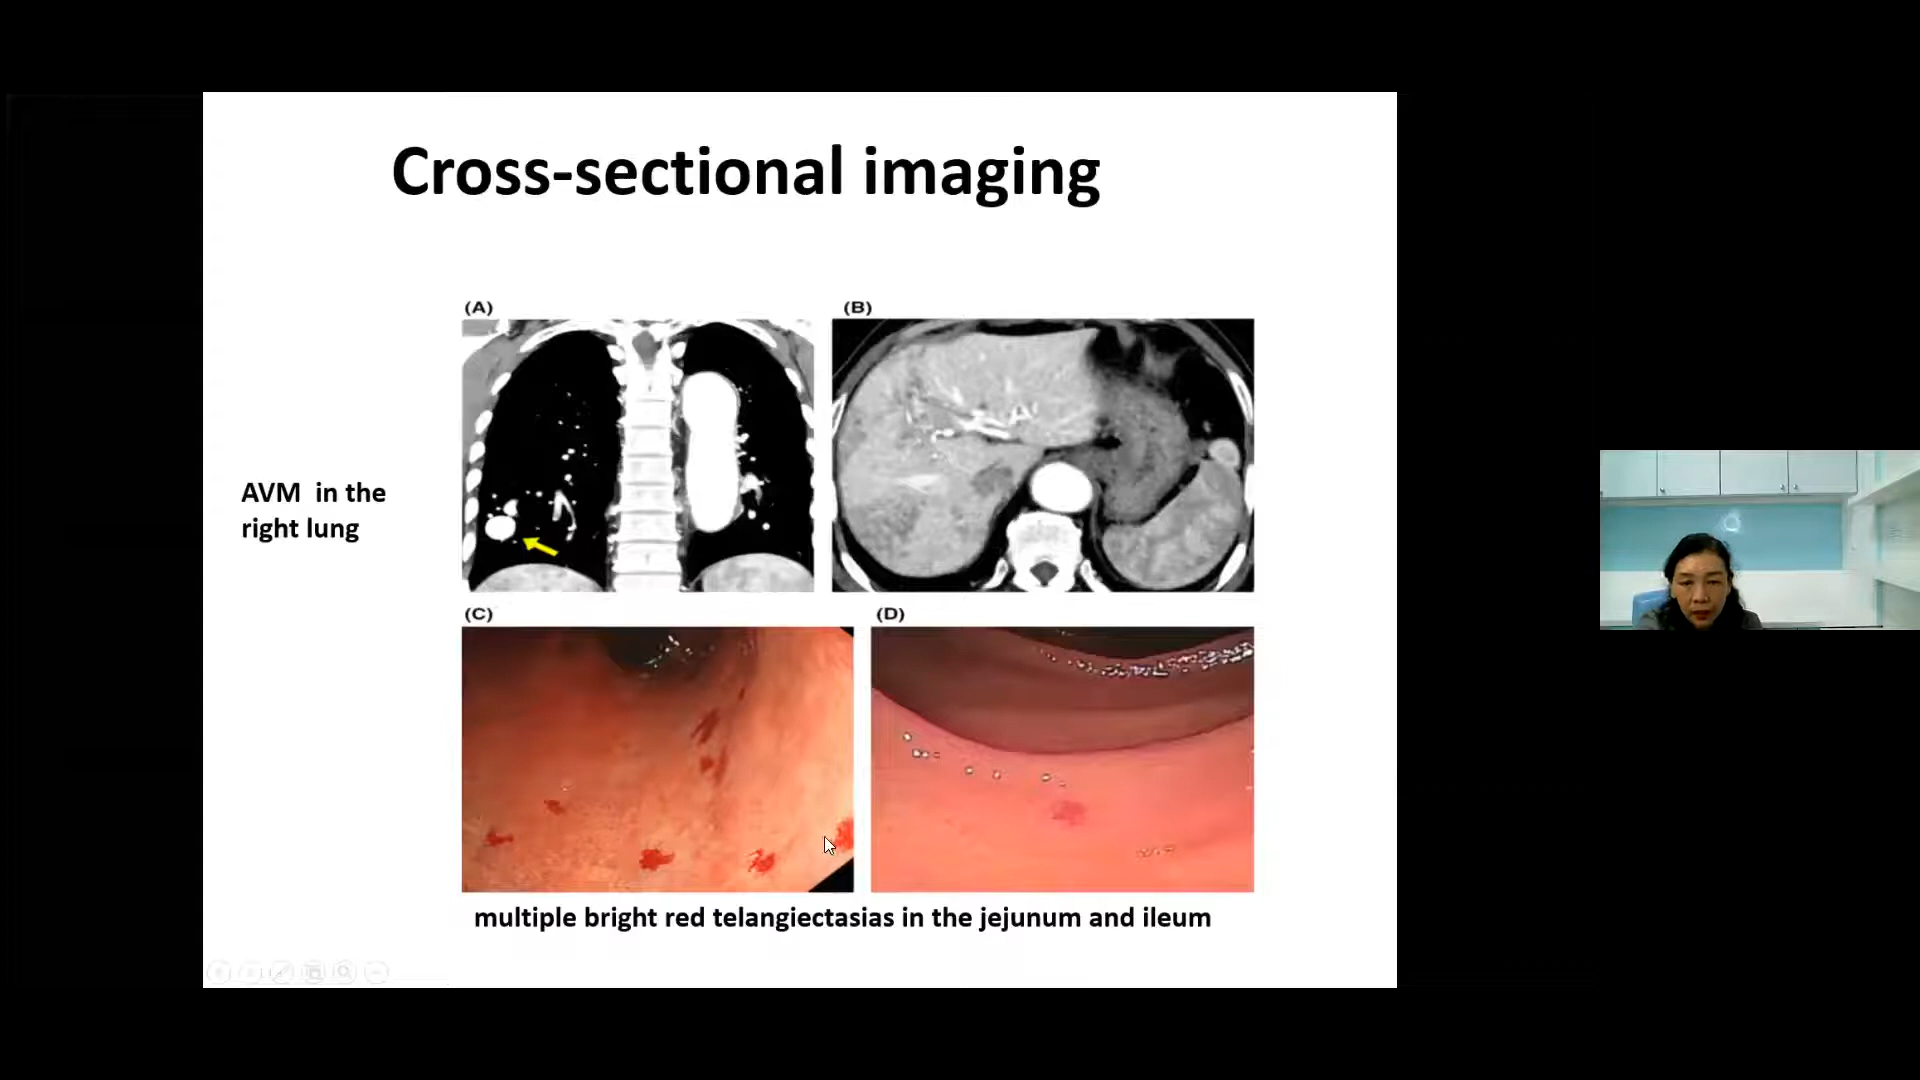 Cross-sectional imaging
(A)
(B)
AVM in the
right lung
(C)
(D)
multiple bright red telangiectasias in the jejunum and ileum